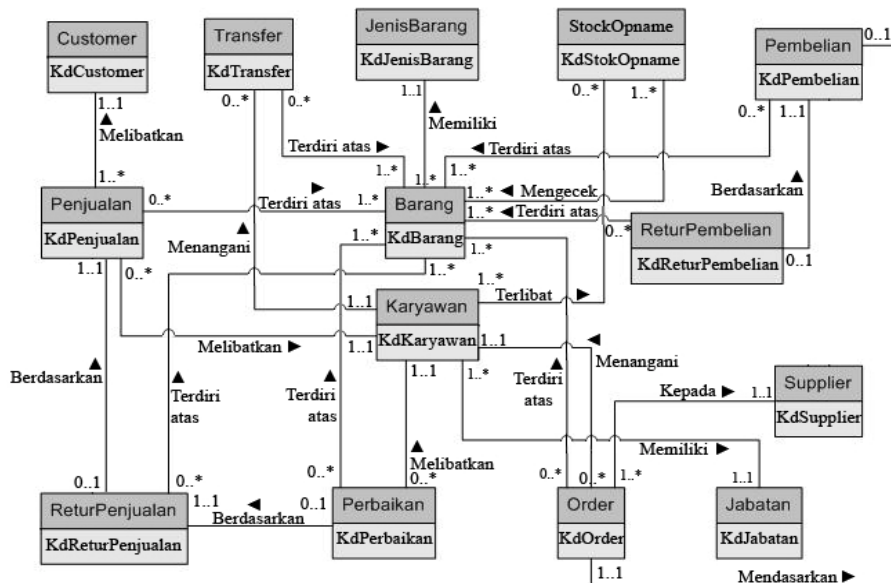 Customer
KdCustomer
Transfer
KdTransfer
JenisBarang
KdJenisBarang
StockOpname
KdStokOpname
Pembelian
KdPembelian
0..1
1..1
▲ Melibatkan
1..*
0..*
0..*
1..1
▲ Memiliki
0..*
1..*
0..*
1..1
Terdiri atas ►
1..*
1..*
◄ Terdiri atas
1..*
Penjualan
KdPenjualan
0..*
Terdiri atas ►
1..*
Barang
KdBarang
1..*
◄ Mengecek
1..*
◄ Terdiri atas
0..*
▲ Berdasarkan
ReturPembelian
KdReturPembelian
0..1
1..1
0..*
▲ Menangani
1..*
1..*
1..*
1..*
Terlibat ►
Karyawan
KdKaryawan
1..1
1..1
1..1
Melibatkan ►
1..1
1..*
◄ Menangani
▲ Berdasarkan
▲ Terdiri
atas
▲ Terdiri
atas
▲ Terdiri
atas
Kepada ►
1..1
Supplier
KdSupplier
Memiliki ►
1..1
▲ Melibatkan
0..1
0..*
1..1
0..*
0..1
0..*
0..*
0..*
1..*
ReturPenjualan
KdReturPenjualan
◄ Berdasarkan
Perbaikan
KdPerbaikan
Order
KdOrder
Jabatan
KdJabatan
1..1
Mendasarkan ►